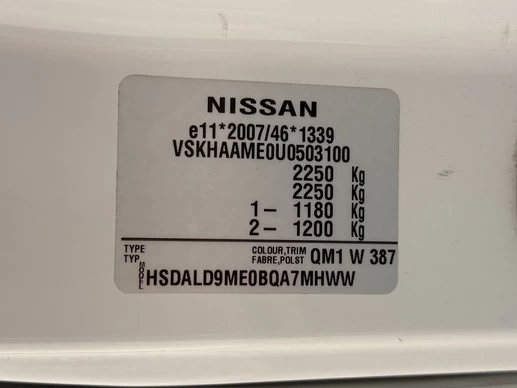 NISSAN
e11*2007/46*1339
VSKHAAME0U0503100
2250 Kg
2250 Kg
1- 1180 Kg
2- 1200 Kg
TYPE COLOUR,TRIM
TYP. FABRE,POLST QM1 W 387
MODEL HSDALD9ME0BQA7MHWW